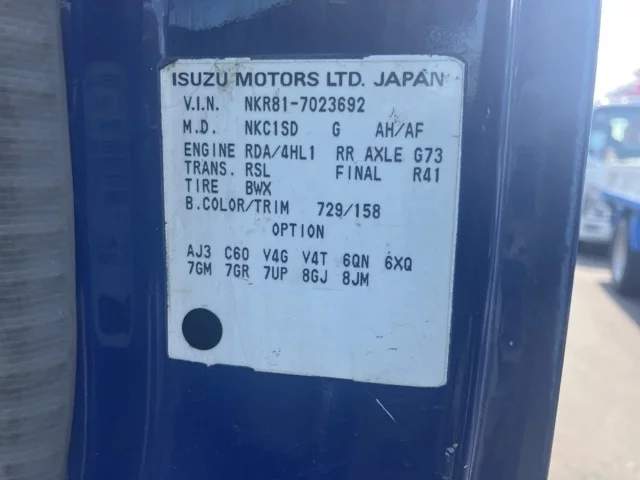 ISUZU MOTORS LTD. JAPAN
V.I.N. NKR81-7023692
M.D. NKC1SD G AH/AF
ENGINE RDA/4HL1 RR AXLE G73
TRANS. RSL FINAL R41
TIRE BWX
B.COLOR/TRIM 729/158
OPTION
AJ3 C60 V4G V4T 6QN 6XQ
7GM 7GR 7UP 8GJ 8JM